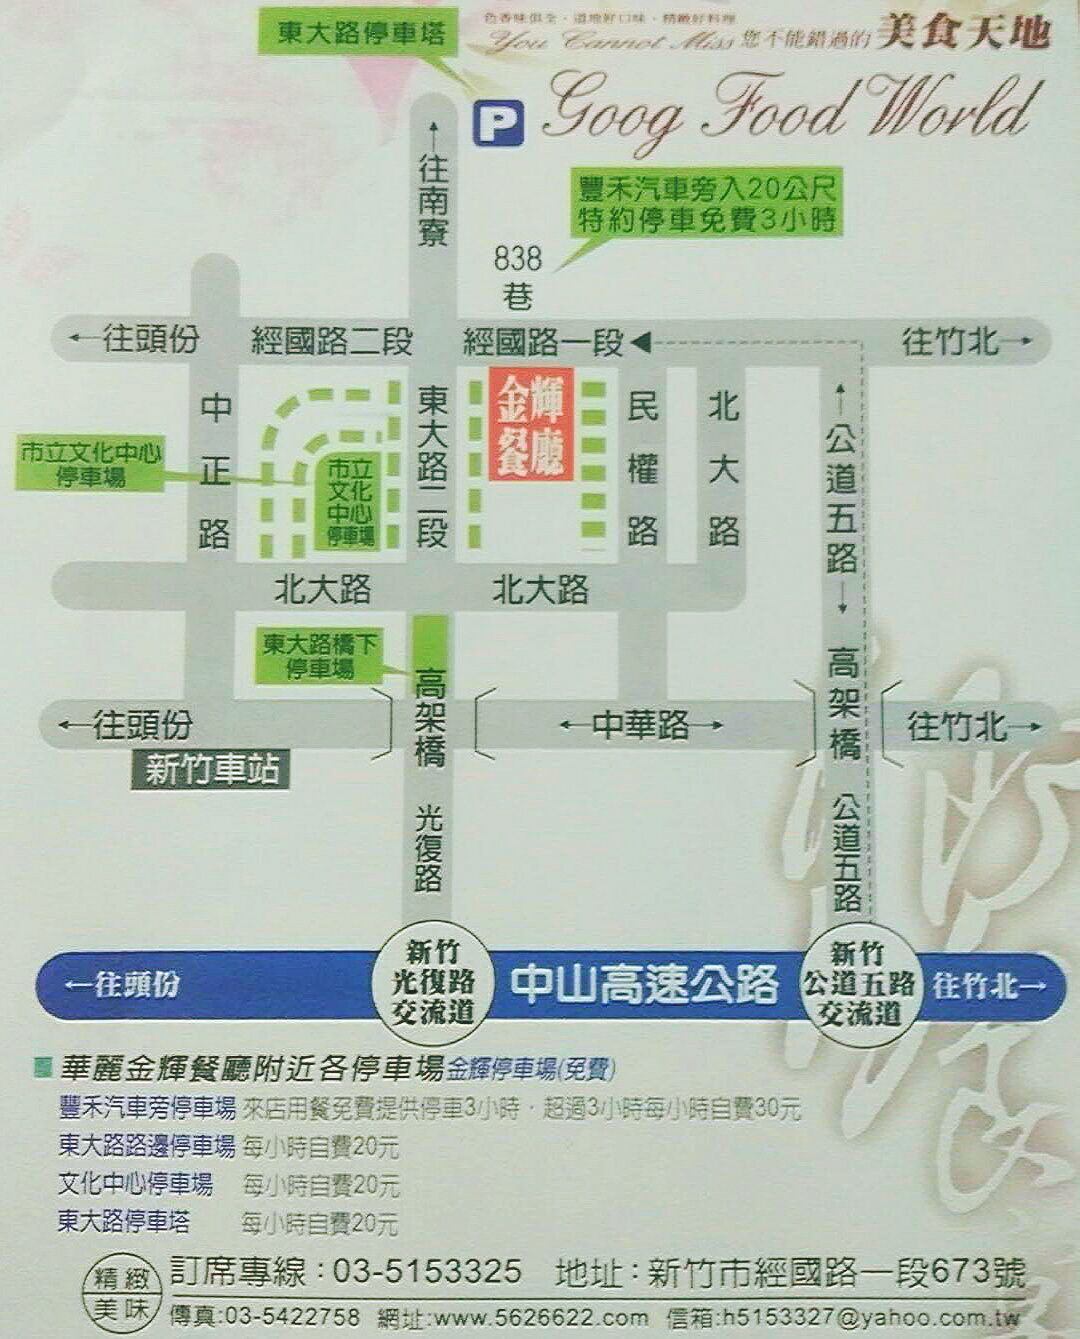 東大路停車塔
色香味俱全・道地好口味・精緻好料理
You Cannot Miss 您不能錯過的 美食天地
Goog Food World
P
↑往南寮
豐禾汽車旁入20公尺
特約停車免費3小時
838
巷
←往頭份 經國路二段 經國路一段 往竹北→
金輝
餐廳
中正路
東大路二段
民權路
北大路
←公道五路→
市立文化中心
停車場
市立
文化
中心
停車場
北大路 北大路
東大路橋下
停車場
高架橋
高架橋
←往頭份 ←中華路→ 往竹北→
新竹車站
光復路
公道五路
←往頭份 新竹光復路交流道 中山高速公路 新竹公道五路交流道 往竹北→
華麗金輝餐廳附近各停車場 金輝停車場(免費)
豐禾汽車旁停車場 來店用餐免費提供停車3小時・超過3小時每小時自費30元
東大路路邊停車場 每小時自費20元
文化中心停車場 每小時自費20元
東大路停車塔 每小時自費20元
精緻
美味
訂席專線：03-5153325 地址：新竹市經國路一段673號
傳真:03-5422758 網址:www.5626622.com 信箱:h5153327@yahoo.com.tw